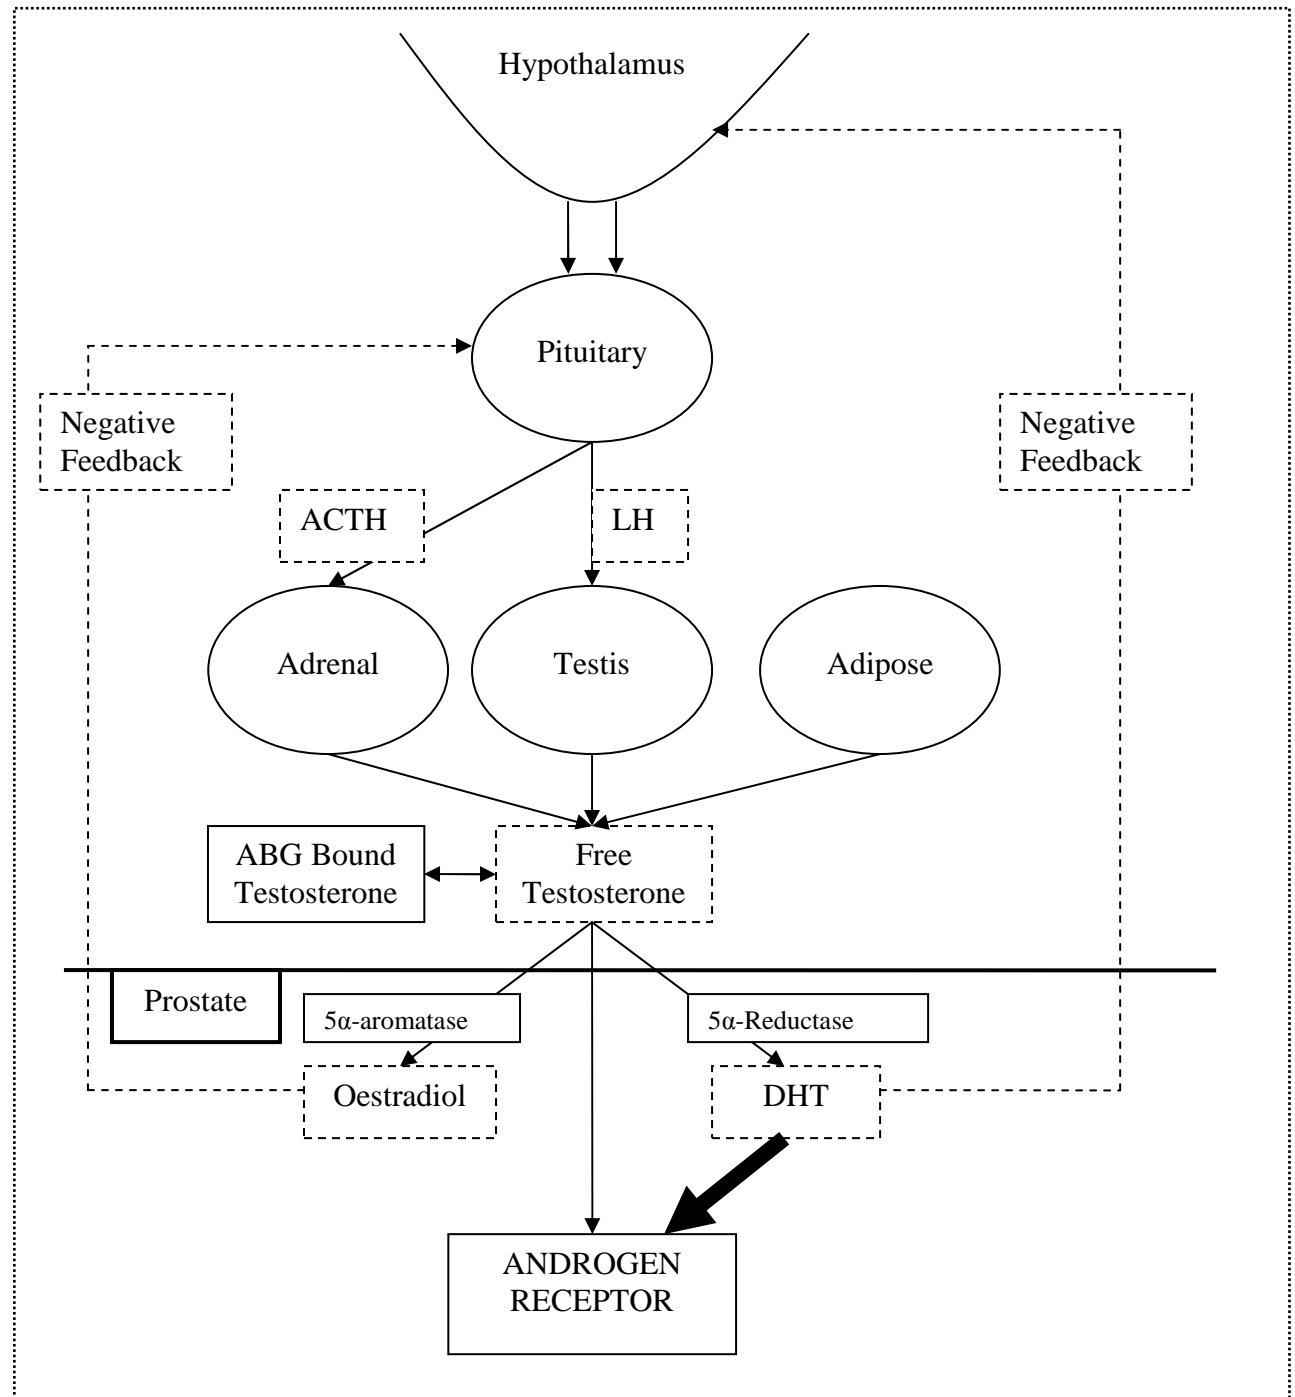 Hypothalamus
Pituitary
Negative
Feedback
Negative
Feedback
ACTH
LH
Adrenal
Testis
Adipose
ABG Bound
Testosterone
Free
Testosterone
Prostate
5α-aromatase
5α-Reductase
Oestradiol
DHT
ANDROGEN
RECEPTOR